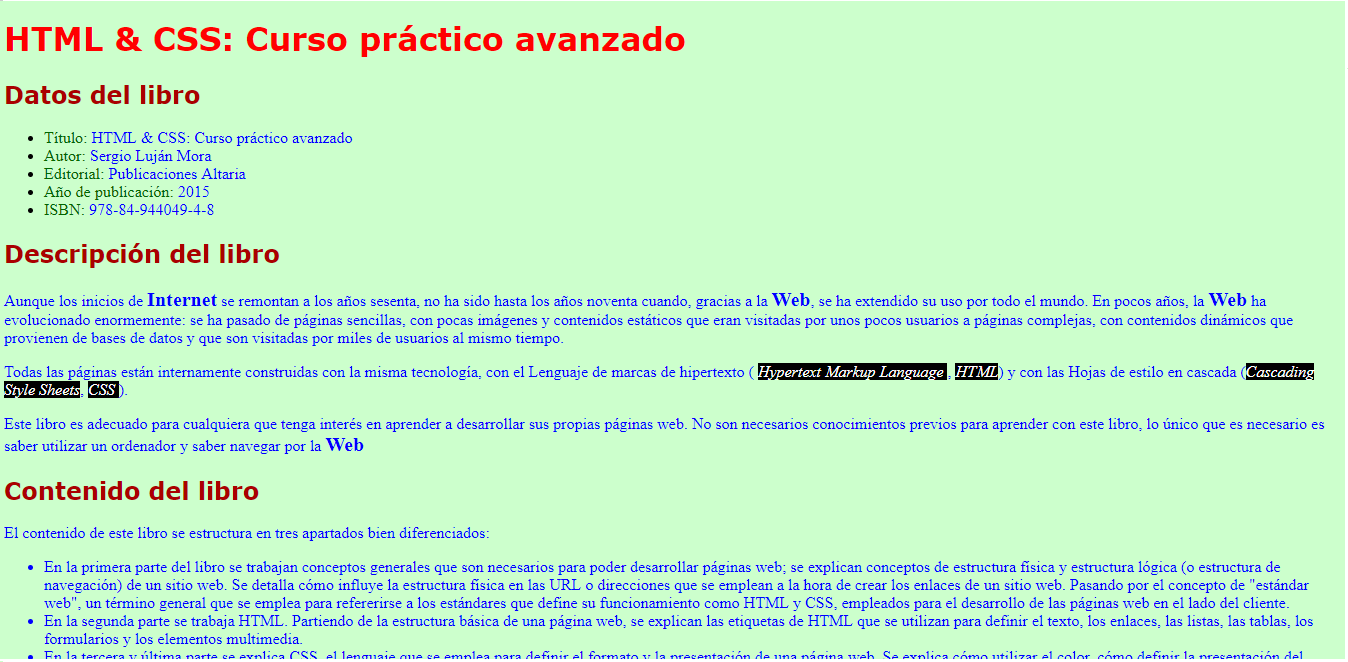 HTML & CSS: Curso práctico avanzado
Datos del libro
Título: HTML & CSS: Curso práctico avanzado
Autor: Sergio Luján Mora
Editorial: Publicaciones Altaria
Año de publicación: 2015
ISBN: 978-84-944049-4-8
Descripción del libro
Aunque los inicios de Internet se remontan a los años sesenta, no ha sido hasta los años noventa cuando, gracias a la Web, se ha extendido su uso por todo el mundo. En pocos años, la Web ha
evolucionado enormemente: se ha pasado de páginas sencillas, con pocas imágenes y contenidos estáticos que eran visitadas por unos pocos usuarios a páginas complejas, con contenidos dinámicos que
provienen de bases de datos y que son visitadas por miles de usuarios al mismo tiempo.
Todas las páginas están internamente construidas con la misma tecnología, con el Lenguaje de marcas de hipertexto ( Hypertext Markup Language , HTML) y con las Hojas de estilo en cascada (Cascading
Style Sheets, CSS ).
Este libro es adecuado para cualquiera que tenga interés en aprender a desarrollar sus propias páginas web. No son necesarios conocimientos previos para aprender con este libro, lo único que es necesario es
saber utilizar un ordenador y saber navegar por la Web
Contenido del libro
El contenido de este libro se estructura en tres apartados bien diferenciados:
En la primera parte del libro se trabajan conceptos generales que son necesarios para poder desarrollar páginas web; se explican conceptos de estructura física y estructura lógica (o estructura de
navegación) de un sitio web. Se detalla cómo influye la estructura física en las URL o direcciones que se emplean a la hora de crear los enlaces de un sitio web. Pasando por el concepto de "estándar
web", un término general que se emplea para refererirse a los estándares que define su funcionamiento como HTML y CSS, empleados para el desarrollo de las páginas web en el lado del cliente.
En la segunda parte se trabaja HTML. Partiendo de la estructura básica de una página web, se explican las etiquetas de HTML que se utilizan para definir el texto, los enlaces, las listas, las tablas, los
formularios y los elementos multimedia.
En la tercera y última parte se explica CSS, el lenguaje que se emplea para definir el formato y la presentación de una página web. Se explica cómo utilizar el color, cómo definir la presentación del